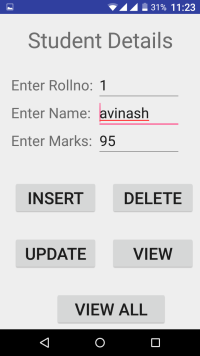 31% 11:23
Student Details
Enter Rollno: 1
Enter Name: avinash
Enter Marks: 95
INSERT DELETE
UPDATE VIEW
VIEW ALL